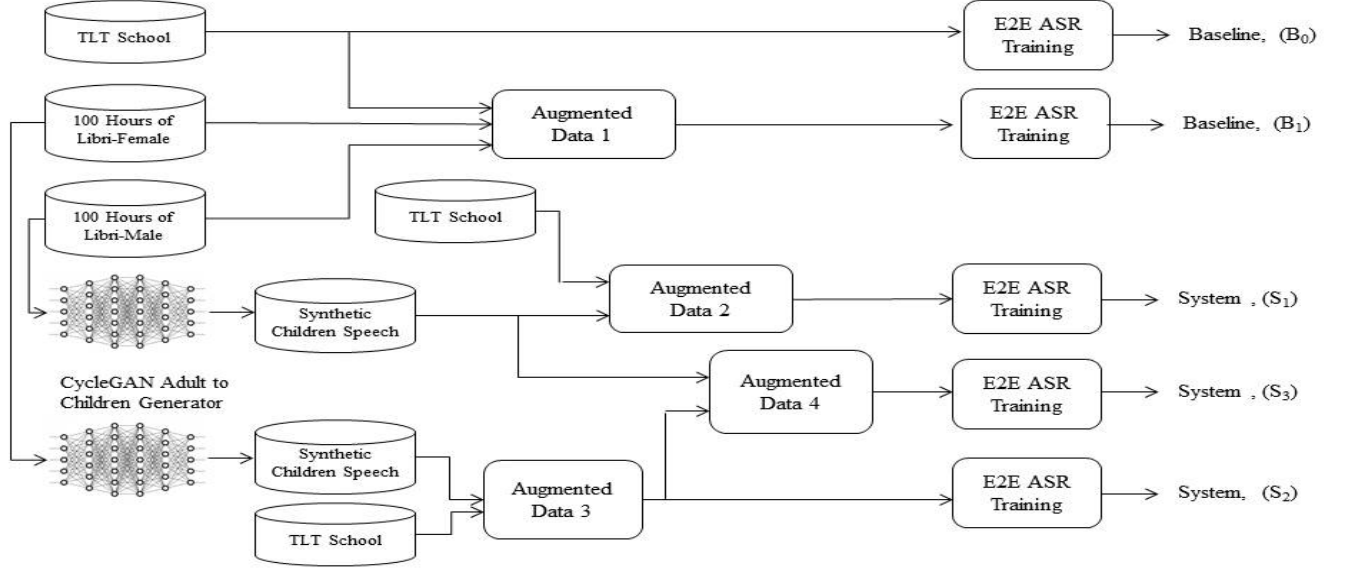 TLT School
E2E ASR
Training
Baseline, (B₀)
100 Hours of
Libri-Female
Augmented
Data 1
E2E ASR
Training
Baseline, (B₁)
100 Hours of
Libri-Male
TLT School
Synthetic
Children Speech
Augmented
Data 2
E2E ASR
Training
System , (S₁)
CycleGAN Adult to
Children Generator
Augmented
Data 4
E2E ASR
Training
System , (S₃)
Synthetic
Children Speech
Augmented
Data 3
E2E ASR
Training
System, (S₂)
TLT School